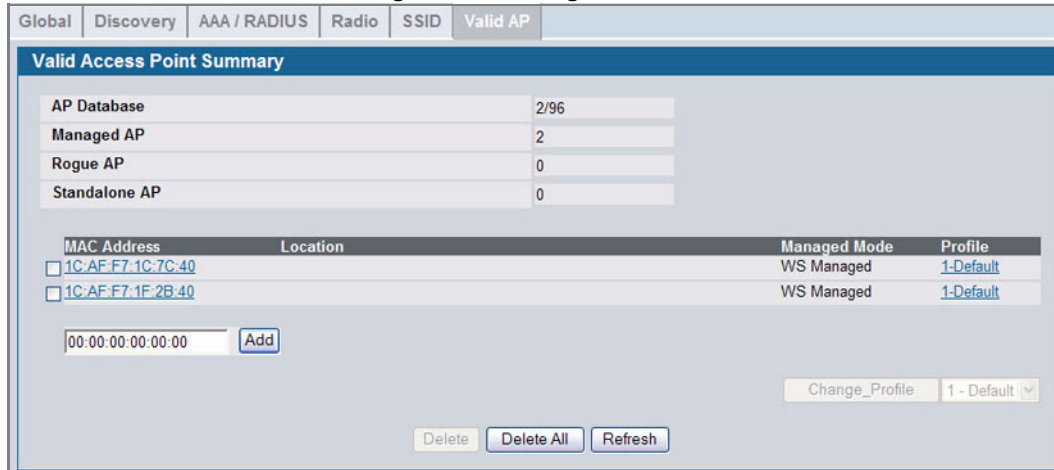 Global Discovery AAA / RADIUS Radio SSID Valid AP
Valid Access Point Summary
AP Database 2/96
Managed AP 2
Rogue AP 0
Standalone AP 0
MAC Address Location Managed Mode Profile
1C:AF:F7:1C:7C:40 WS Managed 1-Default
1C:AF:F7:1F:2B:40 WS Managed 1-Default
00:00:00:00:00:00 Add
Change_Profile 1 - Default
Delete Delete All Refresh